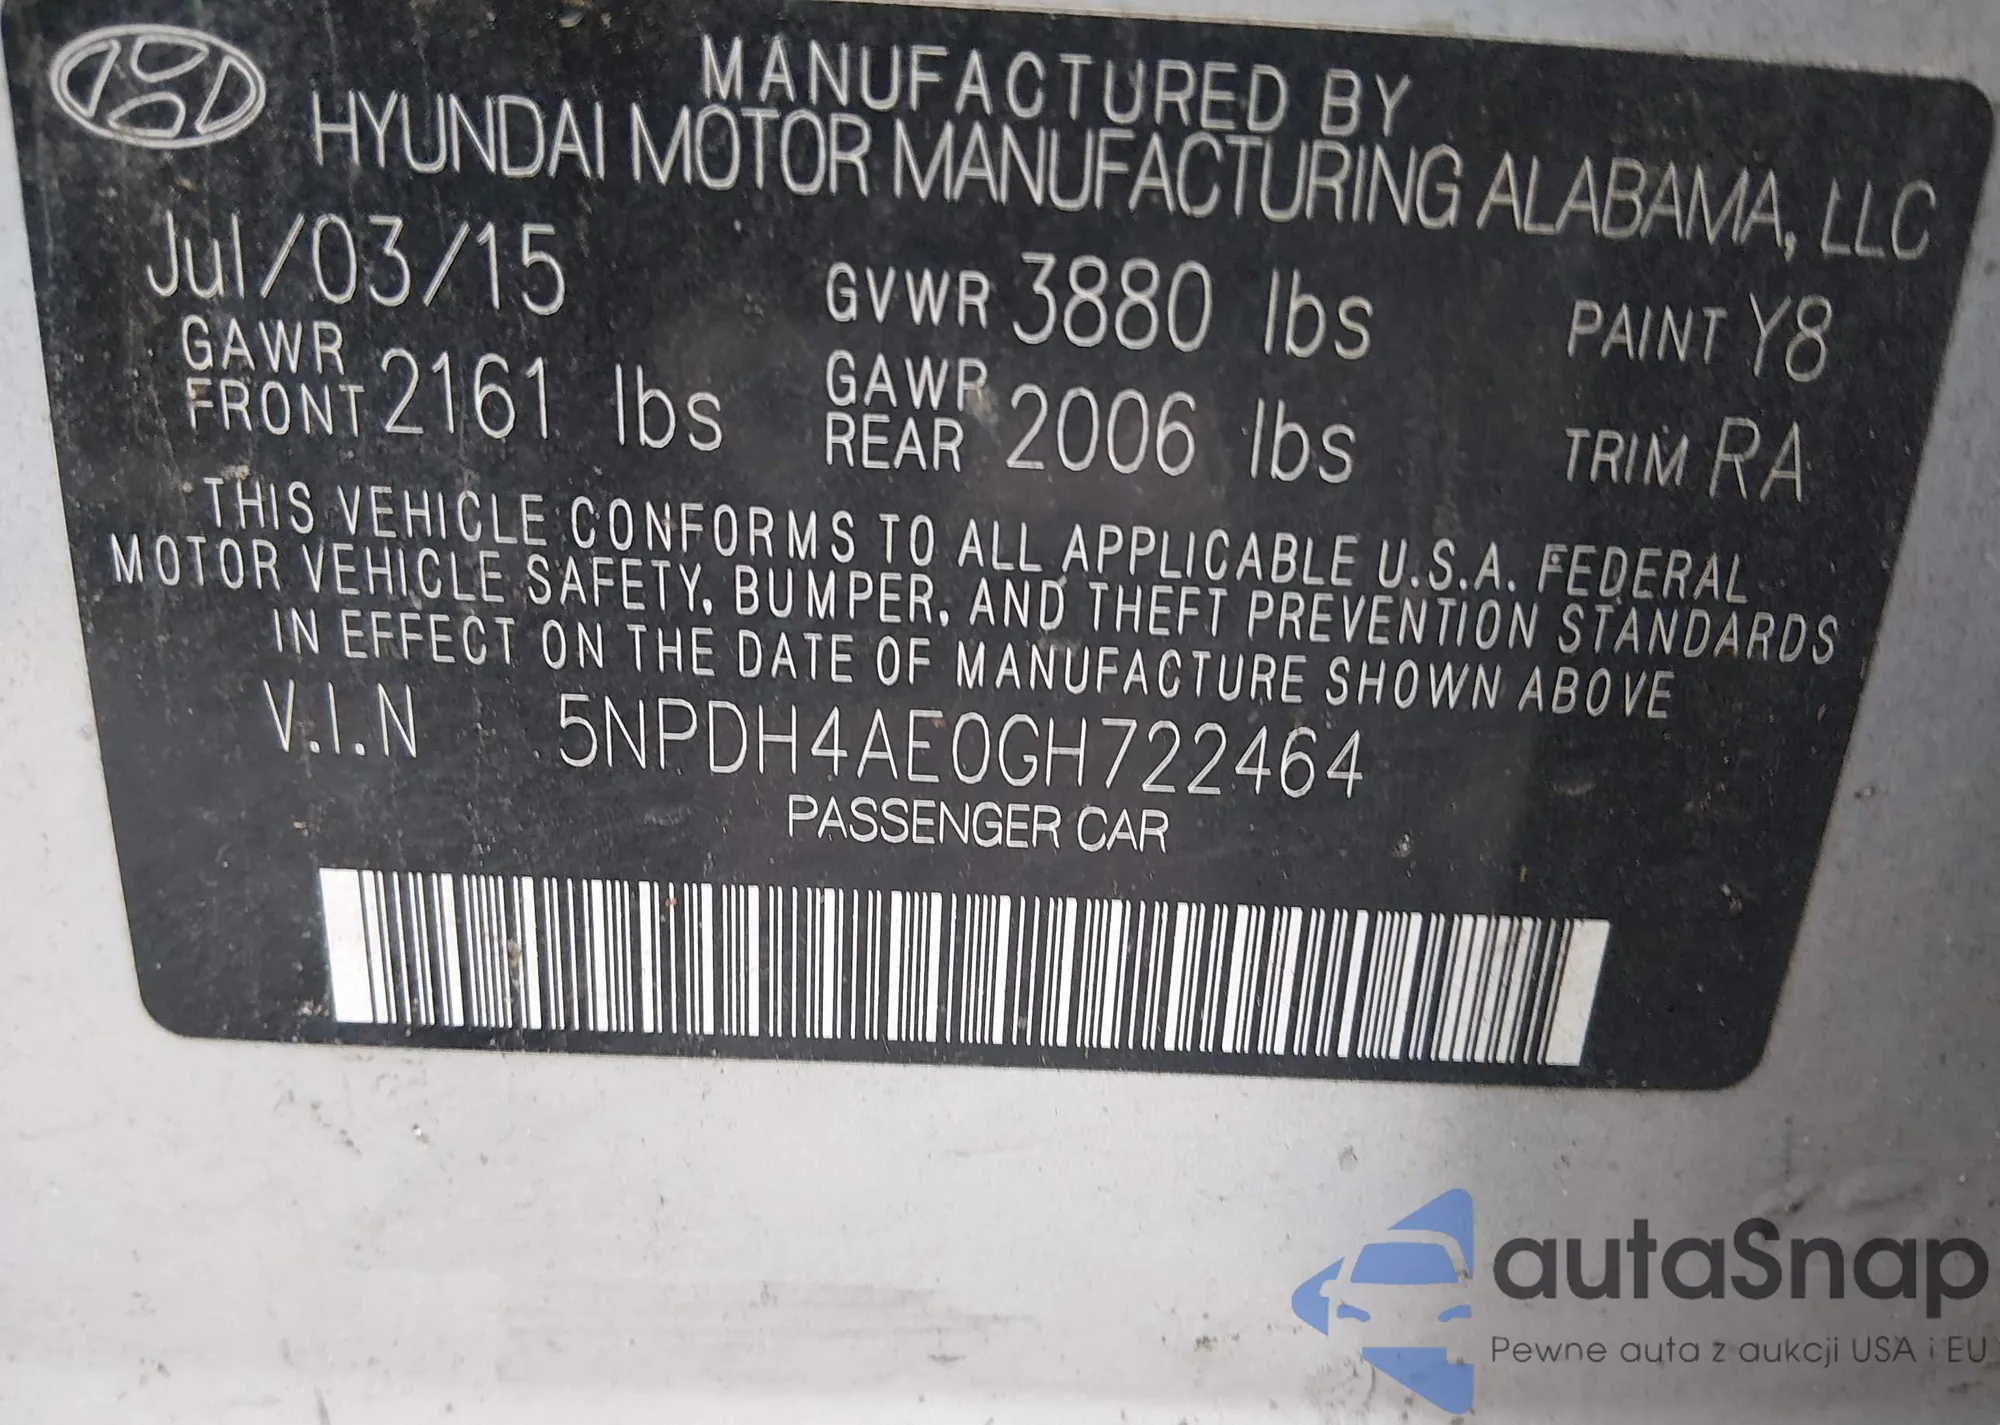 MANUFACTURED BY
HYUNDAI MOTOR MANUFACTURING ALABAMA, LLC
Jul/03/15 GVWR 3880 lbs PAINT Y8
GAWR FRONT 2161 lbs GAWR REAR 2006 lbs TRIM RA
THIS VEHICLE CONFORMS TO ALL APPLICABLE U.S.A. FEDERAL
MOTOR VEHICLE SAFETY, BUMPER, AND THEFT PREVENTION STANDARDS
IN EFFECT ON THE DATE OF MANUFACTURE SHOWN ABOVE
V.I.N 5NPDH4AE0GH722464
PASSENGER CAR
autaSnap
Pewne auta z aukcji USA i EU